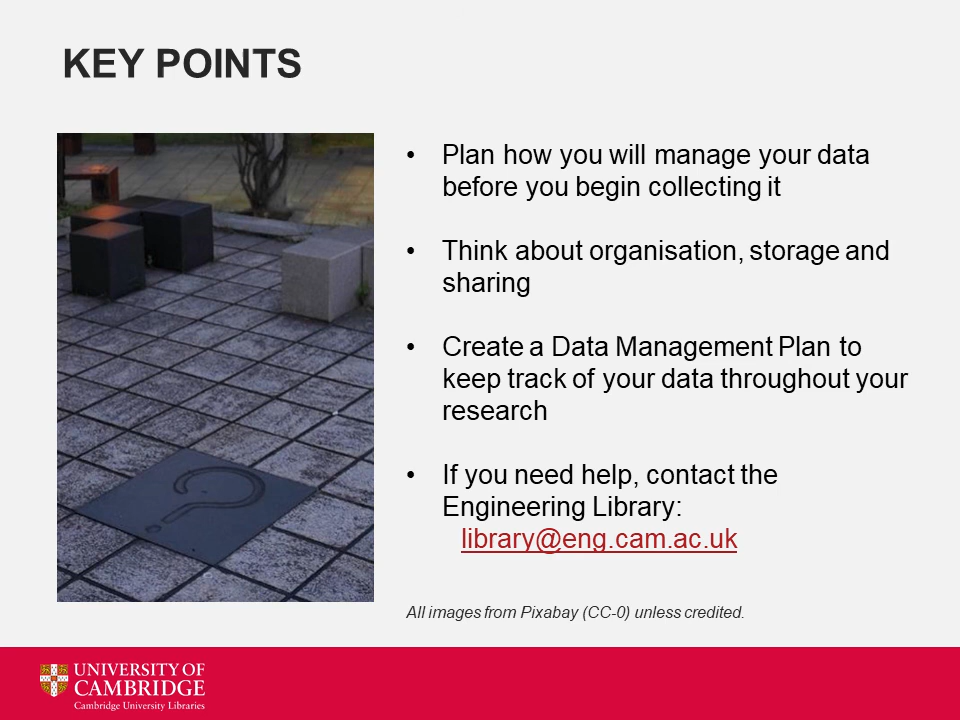 KEY POINTS
• Plan how you will manage your data
before you begin collecting it
• Think about organisation, storage and
sharing
• Create a Data Management Plan to
keep track of your data throughout your
research
• If you need help, contact the
Engineering Library:
library@eng.cam.ac.uk
?
All images from Pixabay (CC-0) unless credited.
UNIVERSITY OF
CAMBRIDGE
Cambridge University Libraries